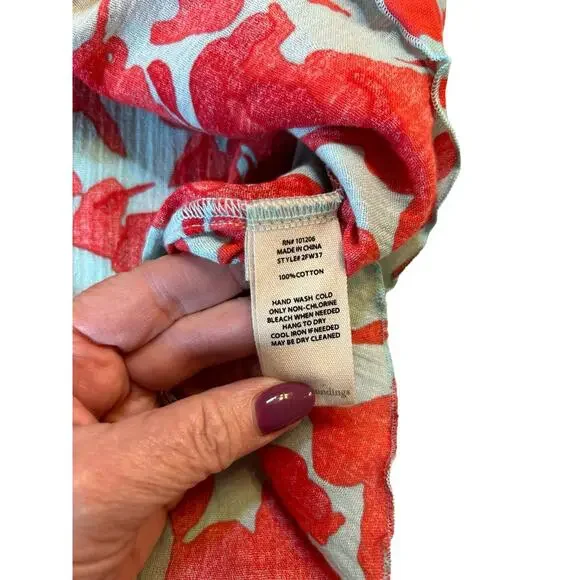 RN# 101206
MADE IN CHINA
STYLE# 2FW37
100%COTTON
HAND WASH COLD
ONLY NON-CHLORINE
BLEACH WHEN NEEDED
HANG TO DRY
COOL IRON IF NEEDED
MAY BE DRY CLEANED